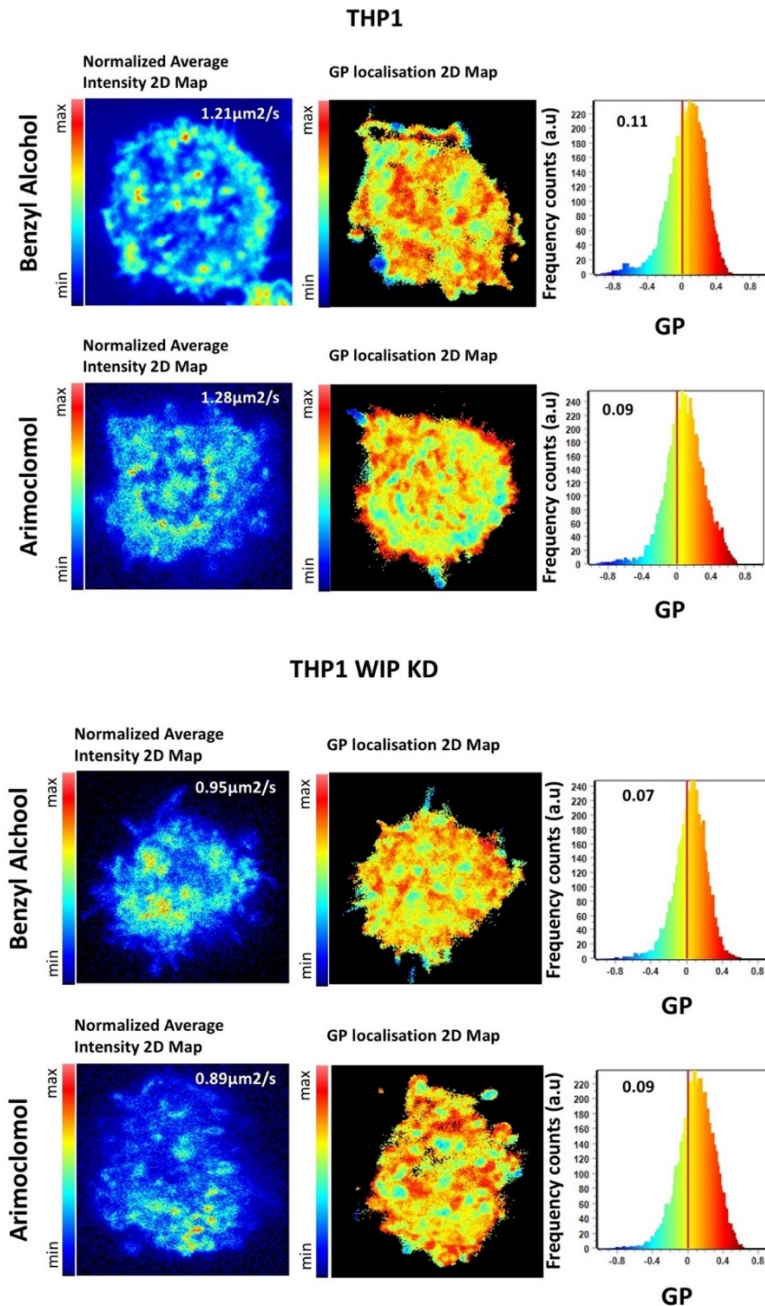 THP1
Normalized Average
Intensity 2D Map
GP localisation 2D Map
Benzyl Alcohol
max
min
1.21µm2/s
max
min
Frequency counts (a.u)
220
200
180
160
140
120
100
80
60
40
20
0
0.11
-0.8 -0.4 0 0.4 0.8
GP
Normalized Average
Intensity 2D Map
GP localisation 2D Map
Arimoclomol
max
min
1.28µm2/s
max
min
Frequency counts (a.u)
240
220
200
180
160
140
120
100
80
60
40
20
0
0.09
-0.8 -0.4 0 0.4 0.8
GP
THP1 WIP KD
Normalized Average
Intensity 2D Map
GP localisation 2D Map
Benzyl Alchool
max
min
0.95µm2/s
max
min
Frequency counts (a.u)
240
220
200
180
160
140
120
100
80
60
40
20
0
0.07
-0.8 -0.4 0 0.4 0.8
GP
Normalized Average
Intensity 2D Map
GP localisation 2D Map
Arimoclomol
max
min
0.89µm2/s
max
min
Frequency counts (a.u)
220
200
180
160
140
120
100
80
60
40
20
0
0.09
-0.8 -0.4 0 0.4 0.8
GP